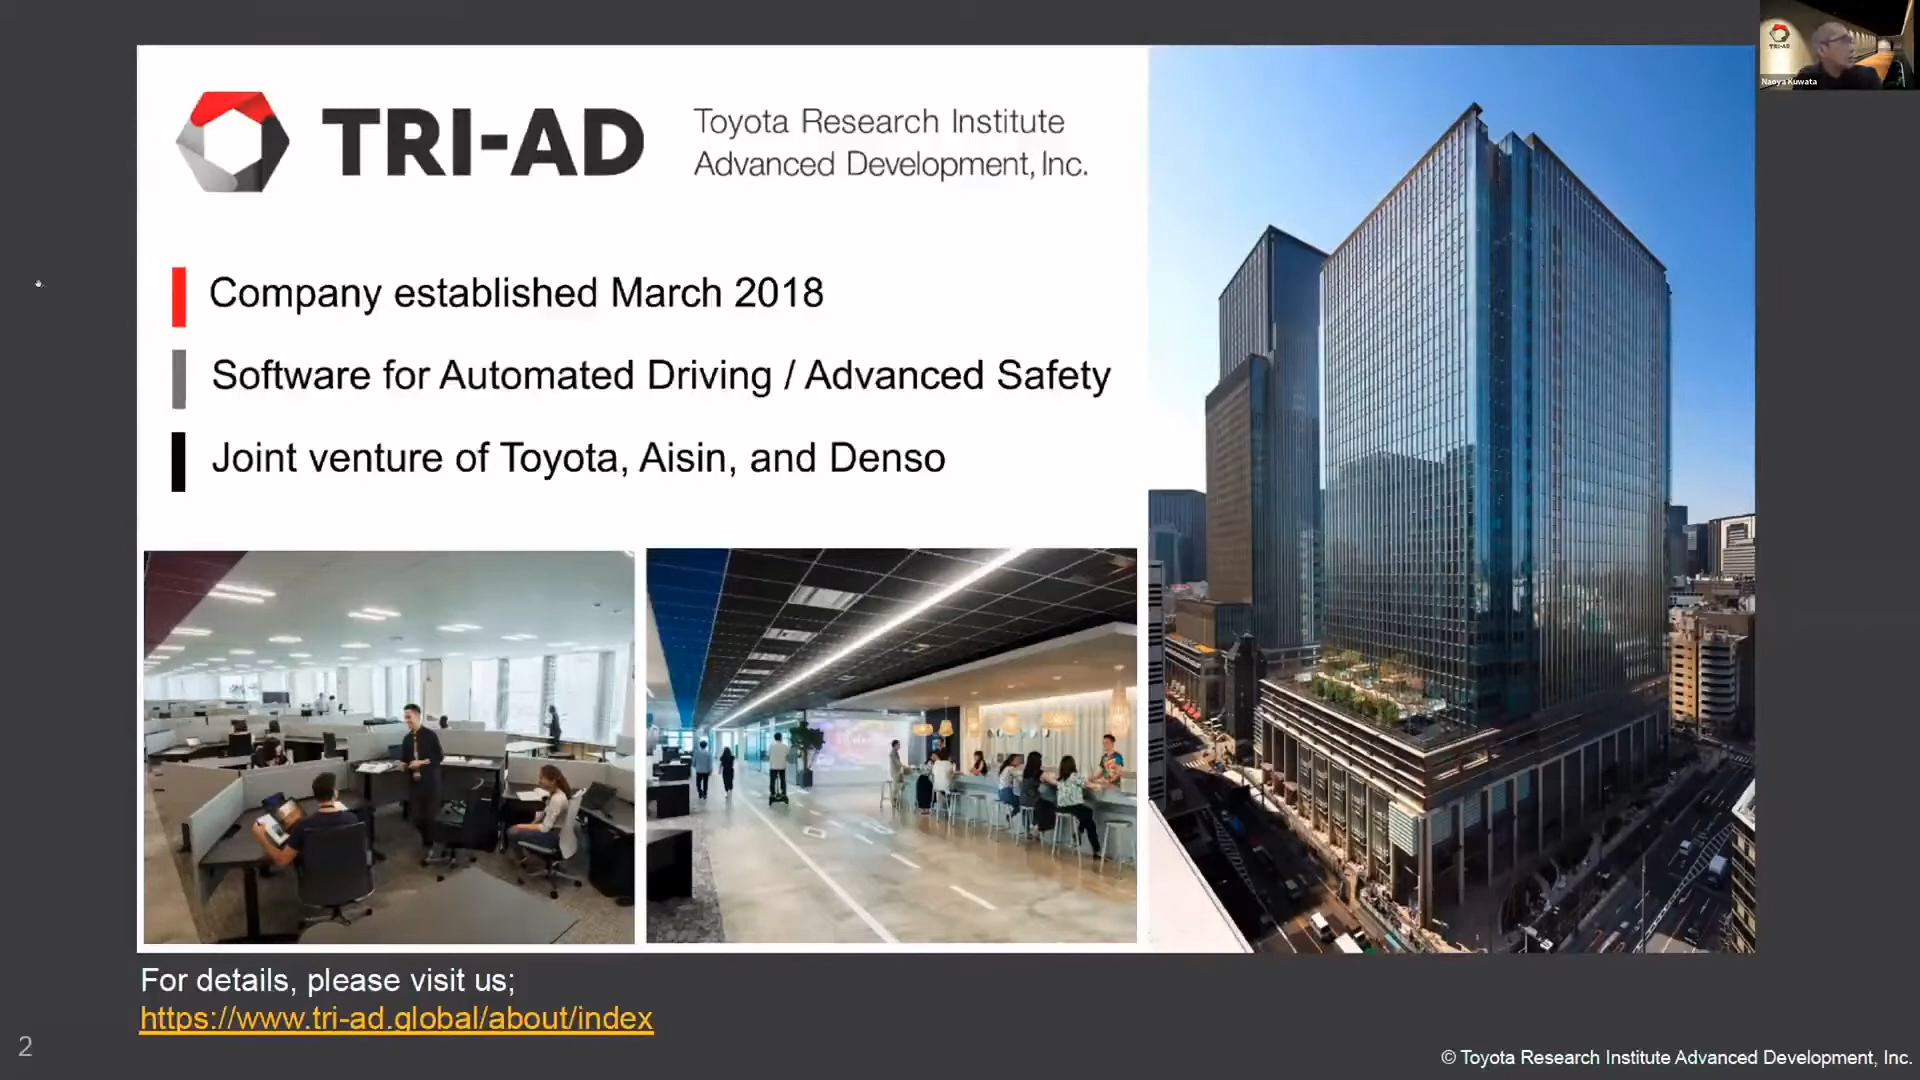 TRI-AD
Toyota Research Institute
Advanced Development, Inc.
Company established March 2018
Software for Automated Driving / Advanced Safety
Joint venture of Toyota, Aisin, and Denso
For details, please visit us;
https://www.tri-ad.global/about/index
2
© Toyota Research Institute Advanced Development, Inc.
TRI-AD
Naoya Kuwata